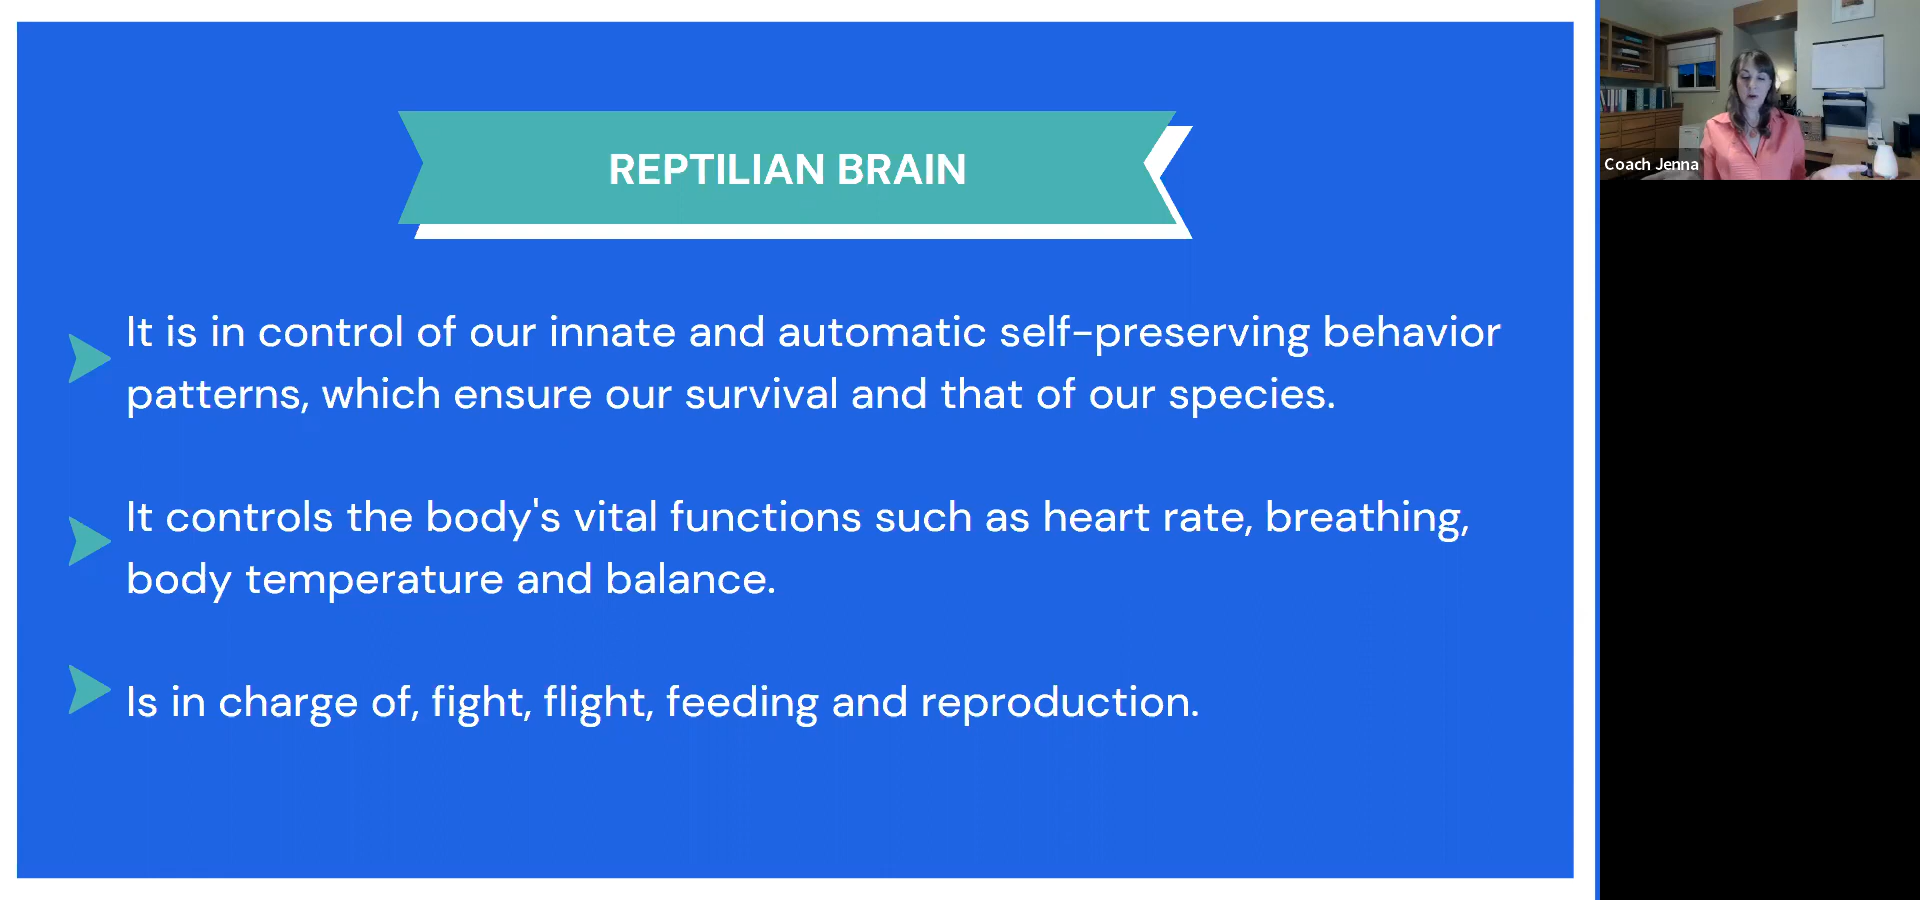 REPTILIAN BRAIN
It is in control of our innate and automatic self-preserving behavior
patterns, which ensure our survival and that of our species.
It controls the body's vital functions such as heart rate, breathing,
body temperature and balance.
Is in charge of, fight, flight, feeding and reproduction.
Coach Jenna